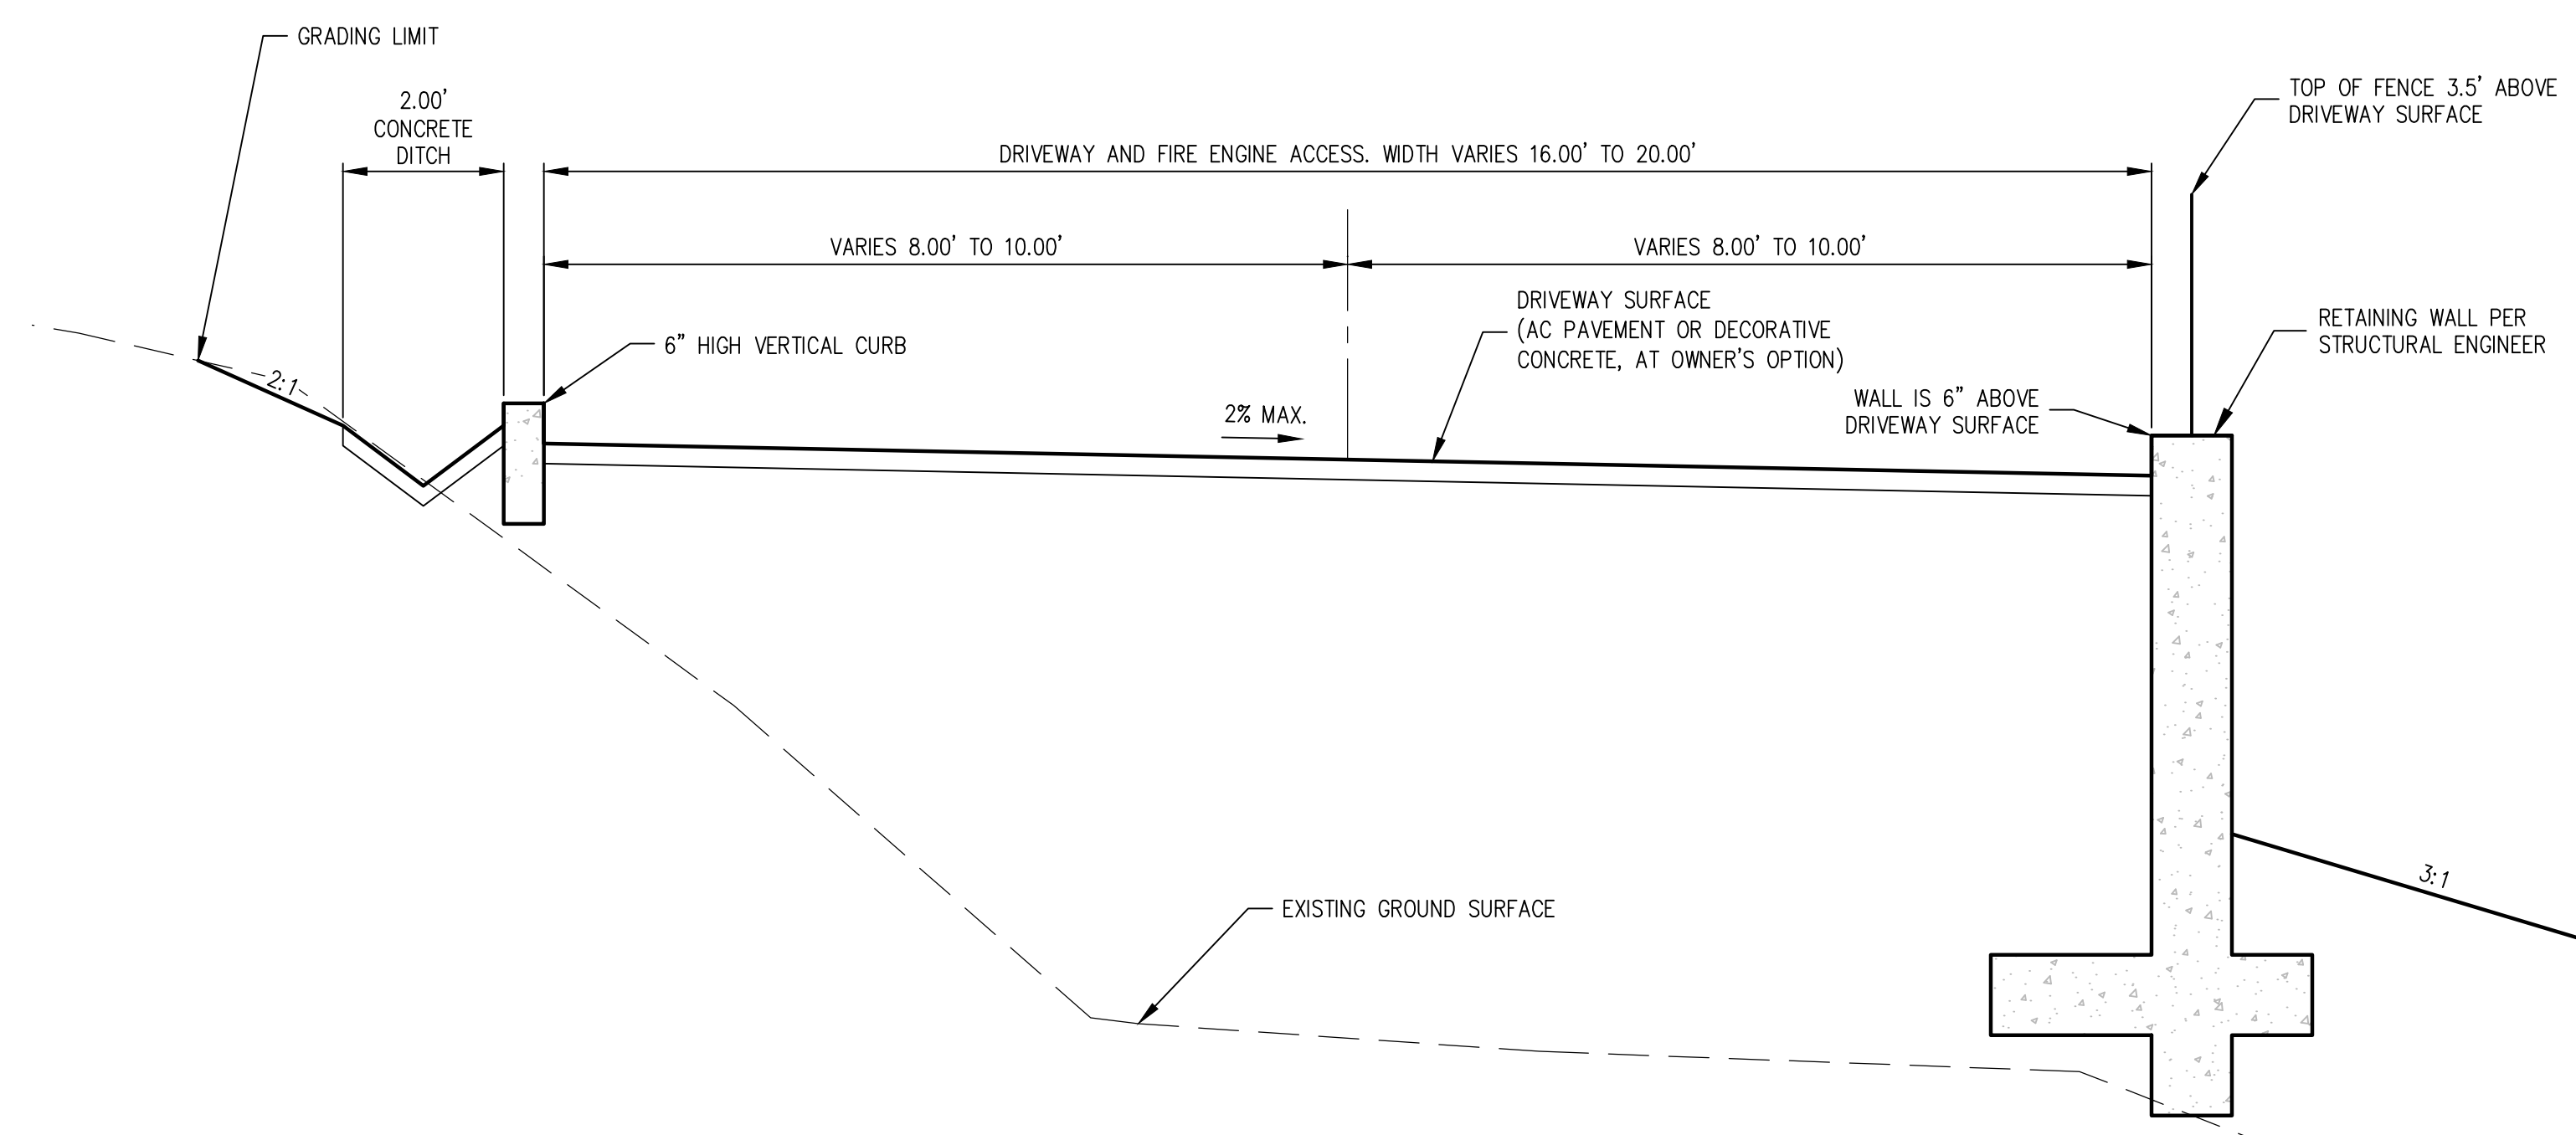 GRADING LIMIT
2.00'
CONCRETE
DITCH
DRIVEWAY AND FIRE ENGINE ACCESS. WIDTH VARIES 16.00' TO 20.00'
TOP OF FENCE 3.5' ABOVE
DRIVEWAY SURFACE
VARIES 8.00' TO 10.00'
VARIES 8.00' TO 10.00'
DRIVEWAY SURFACE
(AC PAVEMENT OR DECORATIVE
CONCRETE, AT OWNER'S OPTION)
RETAINING WALL PER
STRUCTURAL ENGINEER
6" HIGH VERTICAL CURB
2:1
WALL IS 6" ABOVE
DRIVEWAY SURFACE
2% MAX.
3:1
EXISTING GROUND SURFACE